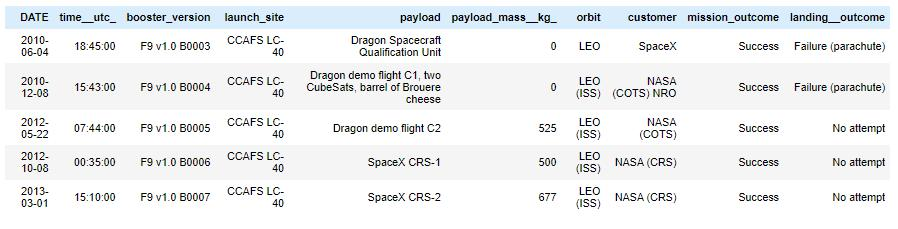 DATE time__utc_ booster_version launch_site payload payload_mass__kg_ orbit customer mission_outcome landing__outcome
2010-06-04 18:45:00 F9 v1.0 B0003 CCAFS LC-40 Dragon Spacecraft Qualification Unit 0 LEO SpaceX Success Failure (parachute)
2010-12-08 15:43:00 F9 v1.0 B0004 CCAFS LC-40 Dragon demo flight C1, two CubeSats, barrel of Brouere cheese 0 LEO (ISS) NASA (COTS) NRO Success Failure (parachute)
2012-05-22 07:44:00 F9 v1.0 B0005 CCAFS LC-40 Dragon demo flight C2 525 LEO (ISS) NASA (COTS) Success No attempt
2012-10-08 00:35:00 F9 v1.0 B0006 CCAFS LC-40 SpaceX CRS-1 500 LEO (ISS) NASA (CRS) Success No attempt
2013-03-01 15:10:00 F9 v1.0 B0007 CCAFS LC-40 SpaceX CRS-2 677 LEO (ISS) NASA (CRS) Success No attempt